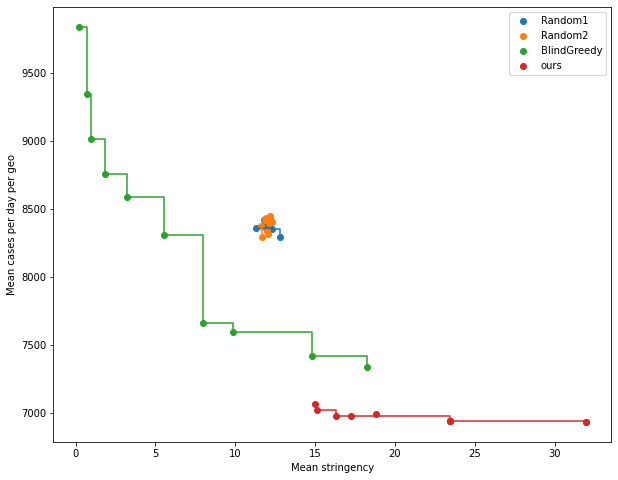 Random1
Random2
BlindGreedy
ours
Mean cases per day per geo
9500
9000
8500
8000
7500
7000
0 5 10 15 20 25 30
Mean stringency